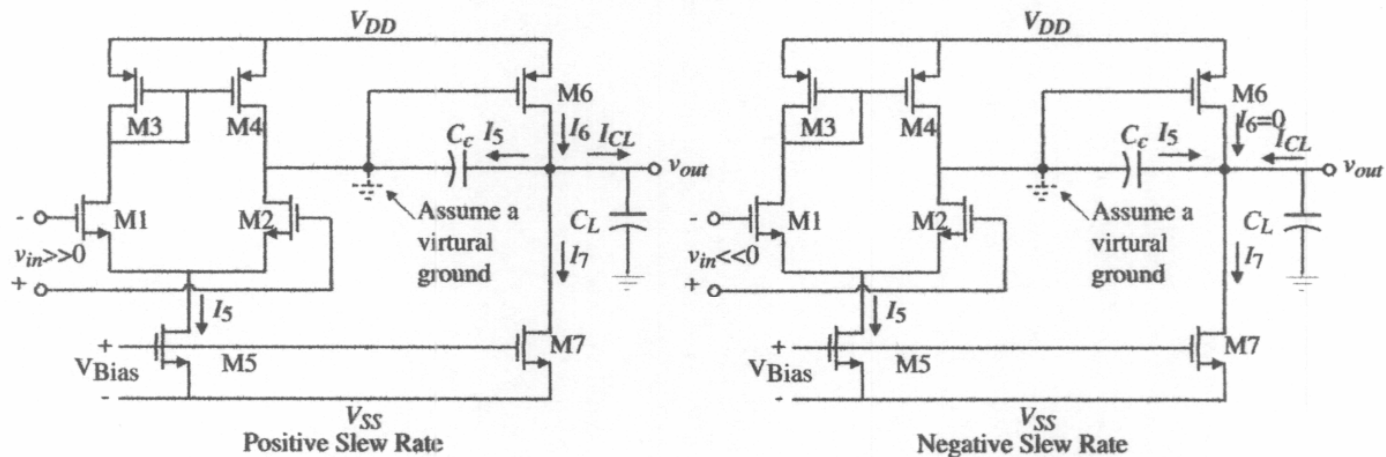 V_DD
M3
M4
M6
C_c
I_5
I_6
I_CL
v_out
-
M1
M2
v_in>>0
+
Assume a
virtural
ground
C_L
I_7
I_5
+
V_Bias
-
M5
M7
V_SS
Positive Slew Rate
V_DD
M3
M4
M6
C_c
I_5
I_6=0
I_CL
v_out
-
M1
M2
v_in<<0
+
Assume a
virtural
ground
C_L
I_7
I_5
+
V_Bias
-
M5
M7
V_SS
Negative Slew Rate